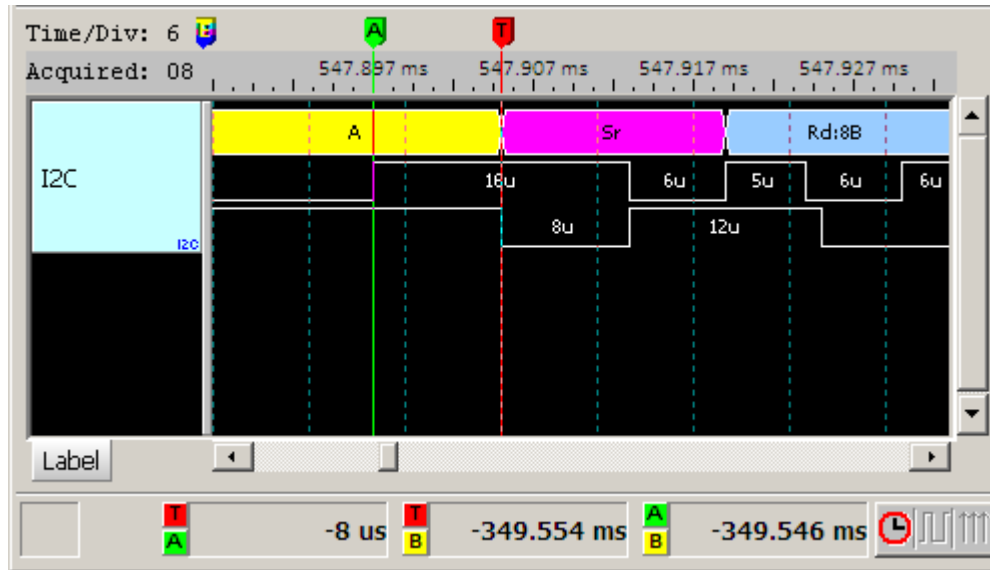 Time/Div: 6 B A T
Acquired: 08 547.897 ms 547.907 ms 547.917 ms 547.927 ms
A Sr Rd:8B
I2C 16u 6u 5u 6u 6u
8u 12u
I2C
Label
T A -8 us T B -349.554 ms A B -349.546 ms